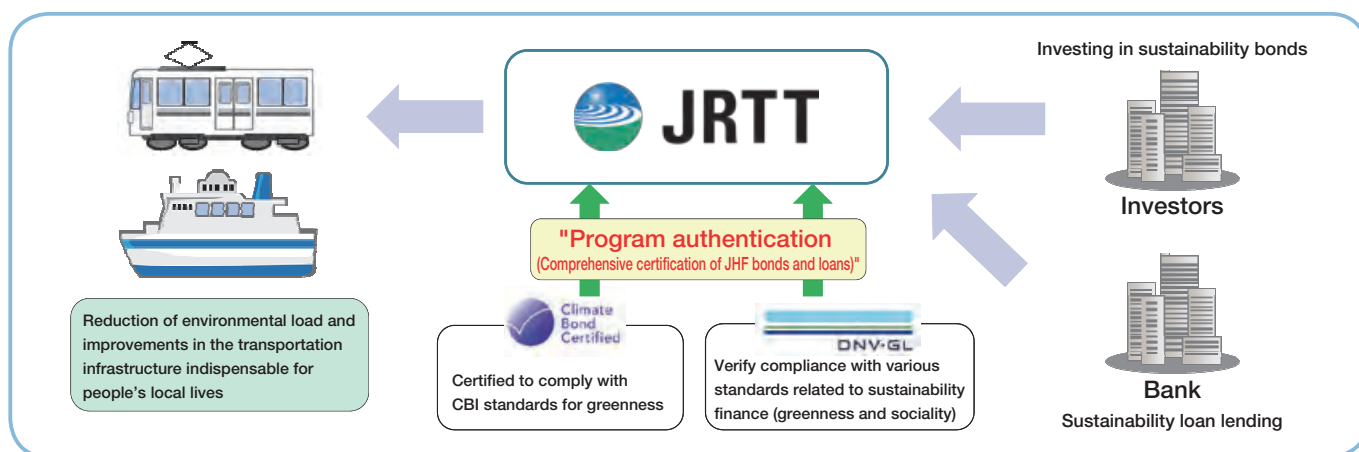 Investing in sustainability bonds
JRTT
Investors
"Program authentication
(Comprehensive certification of JHF bonds and loans)"
Reduction of environmental load and
improvements in the transportation
infrastructure indispensable for
people's local lives
Climate
Bond
Certified
Certified to comply with
CBI standards for greenness
DNV·GL
Verify compliance with various
standards related to sustainability
finance (greenness and sociality)
Bank
Sustainability loan lending